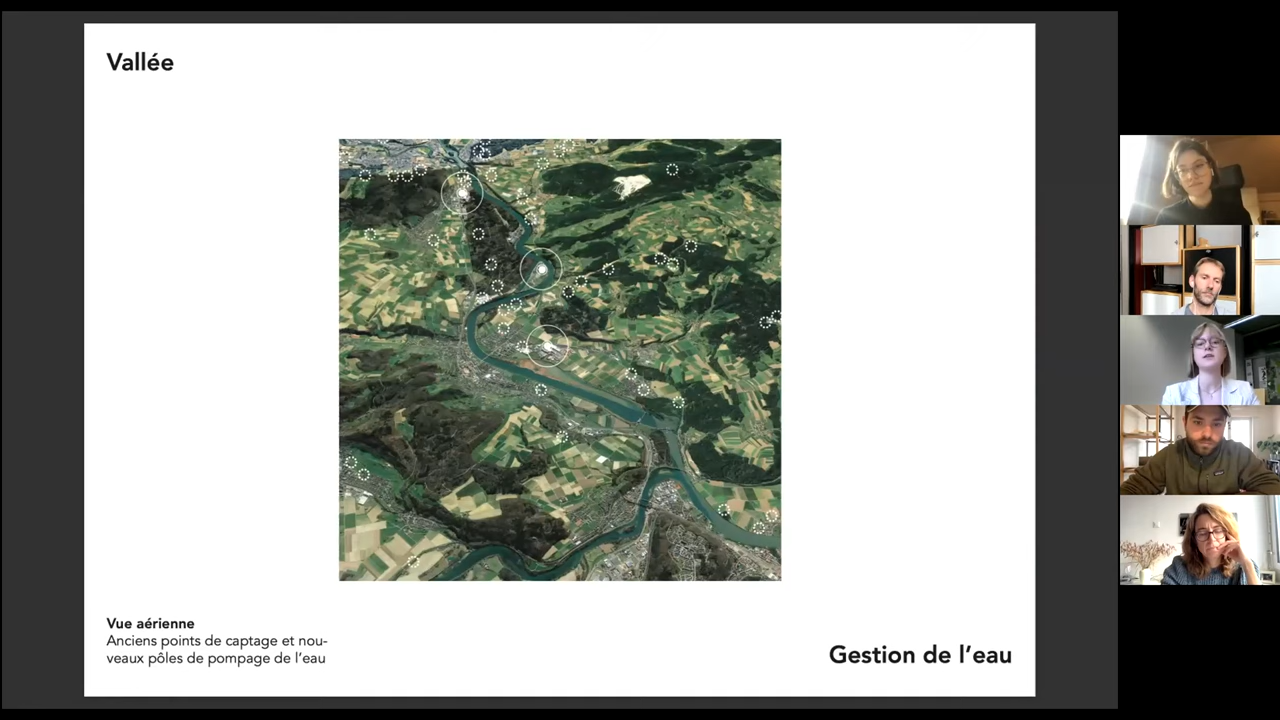 Vallée
Vue aérienne
Anciens points de captage et nou-
veaux pôles de pompage de l'eau
Gestion de l'eau